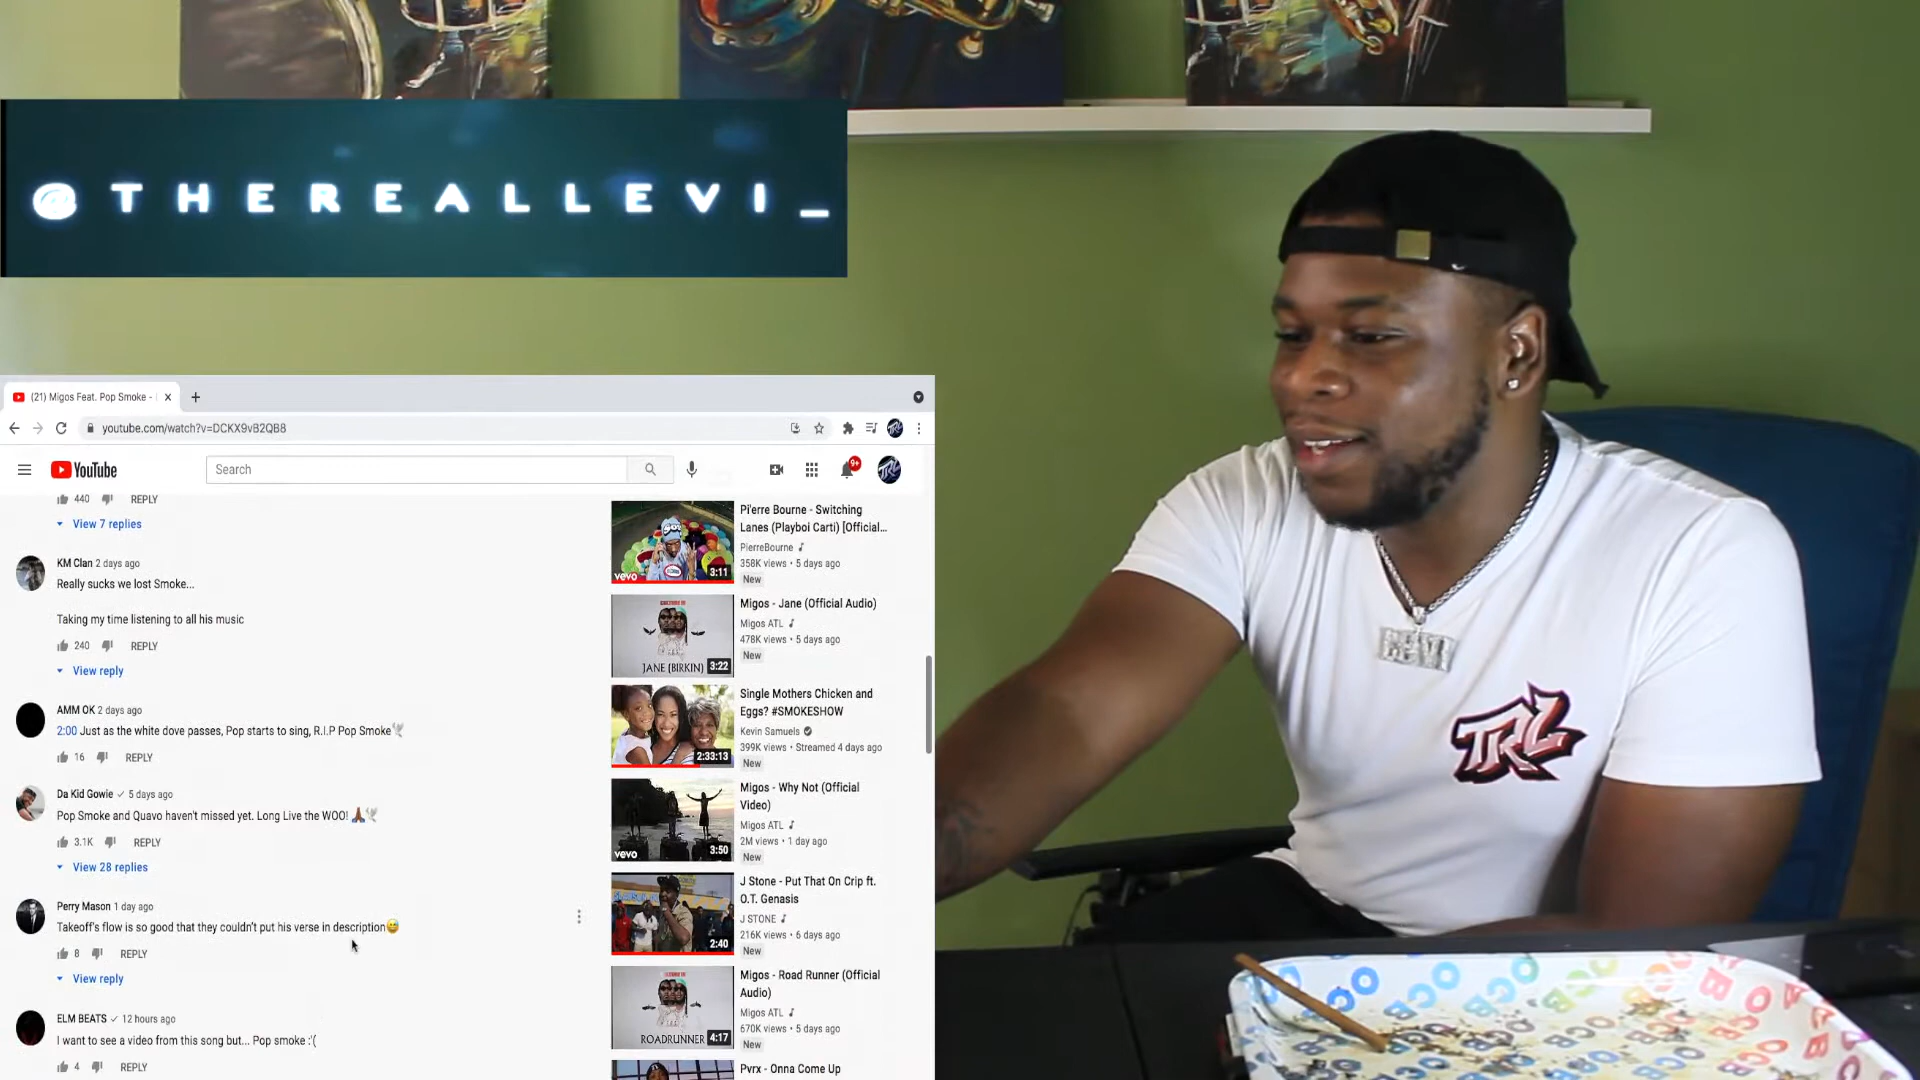 @THEREALLEVI_
(21) Migos Feat. Pop Smoke -
youtube.com/watch?v=DCKX9vB2QB8
YouTube
Search
9+
440 REPLY
View 7 replies
KM Clan 2 days ago
Really sucks we lost Smoke...
Taking my time listening to all his music
240 REPLY
View reply
AMM OK 2 days ago
2:00 Just as the white dove passes, Pop starts to sing, R.I.P Pop Smoke🕊
16 REPLY
Da Kid Gowie ✓ 5 days ago
Pop Smoke and Quavo haven't missed yet. Long Live the WOO! 🙏🏾🕊
3.1K REPLY
View 28 replies
Perry Mason 1 day ago
Takeoff's flow is so good that they couldn't put his verse in description😅
8 REPLY
View reply
ELM BEATS ✓ 12 hours ago
I want to see a video from this song but... Pop smoke :'(
4 REPLY
vevo 3:11
Pi'erre Bourne - Switching
Lanes (Playboi Carti) [Official...
PierreBourne ♪
358K views • 5 days ago
New
JANE (BIRKIN) 3:22
Migos - Jane (Official Audio)
Migos ATL ♪
478K views • 5 days ago
New
2:33:13
Single Mothers Chicken and
Eggs? #SMOKESHOW
Kevin Samuels
399K views • Streamed 4 days ago
New
vevo 3:50
Migos - Why Not (Official
Video)
Migos ATL ♪
2M views • 1 day ago
New
2:40
J Stone - Put That On Crip ft.
O.T. Genasis
J STONE ♪
216K views • 6 days ago
New
ROADRUNNER 4:17
Migos - Road Runner (Official
Audio)
Migos ATL ♪
670K views • 5 days ago
New
Pvrx - Onna Come Up
TRL
OCB